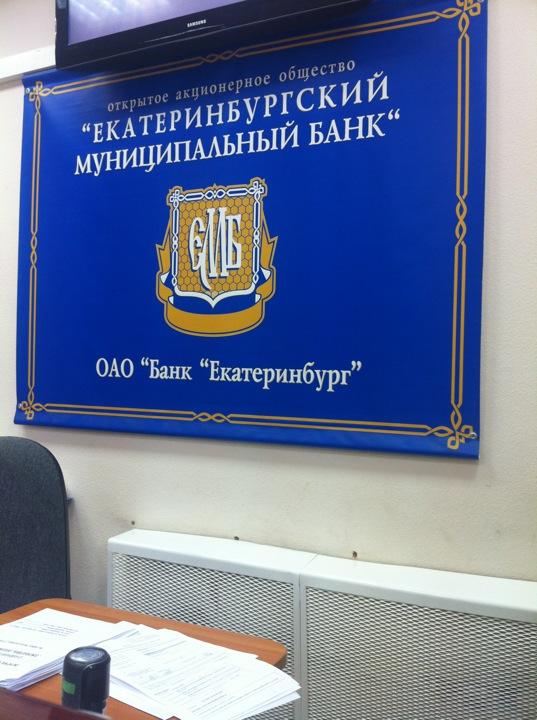 SAMSUNG
открытое акционерное общество
"ЕКАТЕРИНБУРГСКИЙ
МУНИЦИПАЛЬНЫЙ БАНК"
ЕМБ
ОАО "Банк "Екатеринбург"